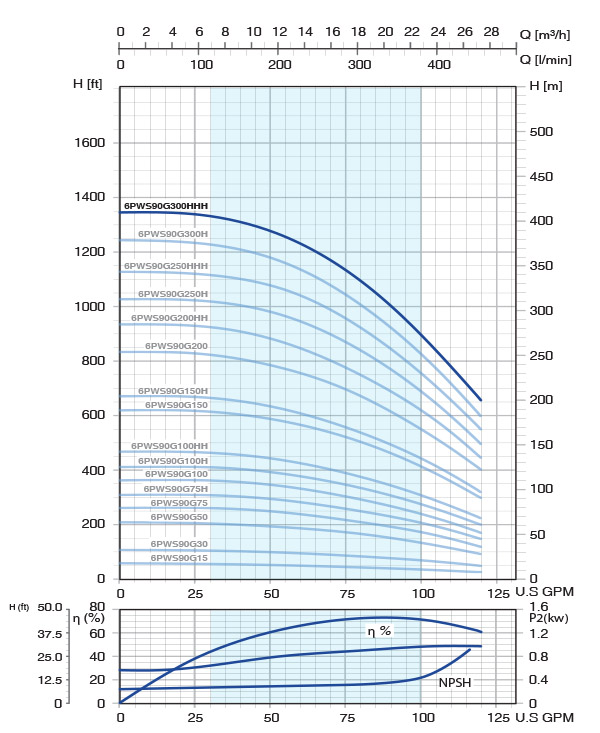 0 2 4 6 8 10 12 14 16 18 20 22 24 26 28 Q [m³/h]
0 100 200 300 400 Q [l/min]
H [ft] H [m]
1600
500
450
1400
6PWS90G300HHH
400
6PWS90G300H
1200
6PWS90G250HHH
350
6PWS90G250H
1000
300
6PWS90G200HH
250
6PWS90G200
800
200
6PWS90G150H
6PWS90G150
600
150
6PWS90G100HH
6PWS90G100H
400
6PWS90G100
100
6PWS90G75H
6PWS90G75
6PWS90G50
200
50
6PWS90G30
6PWS90G15
0 0
0 25 50 75 100 125 U.S GPM
H (ft) 50.0 η (%) 80 1.6 P2(kw)
37.5 60 η % 1.2
25.0 40 0.8
12.5 20 NPSH 0.4
0 0 0
0 25 50 75 100 125 U.S GPM